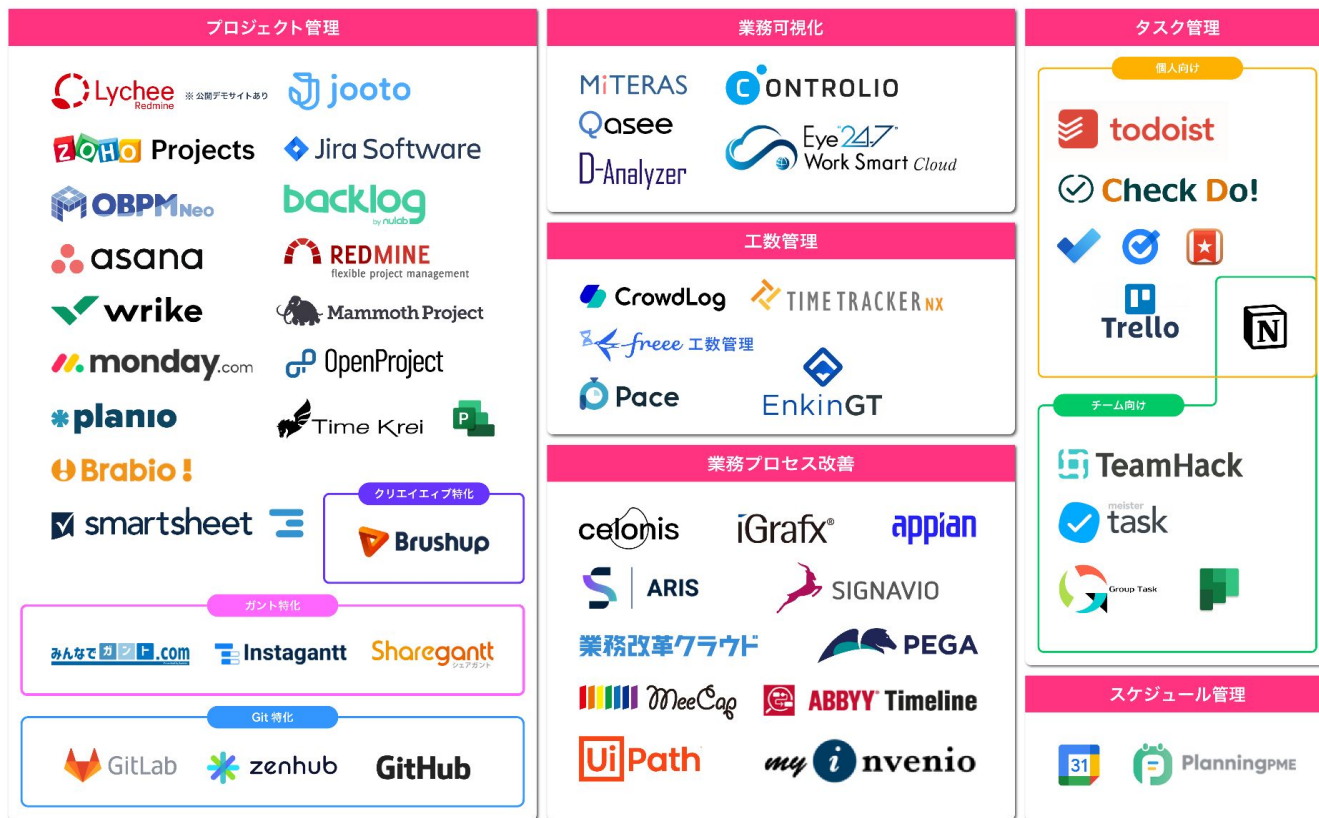 プロジェクト管理
Lychee
Redmine
※ 公開デモサイトあり
jooto
ZOHO Projects
Jira Software
OBPM Neo
backlog
by nulab
asana
REDMINE
flexible project management
wrike
Mammoth Project
monday.com
OpenProject
planio
Time Krei
P
Brabio!
smartsheet
クリエイエィブ特化
Brushup
ガント特化
みんなでガント.com
Instagantt
Sharegantt
シェアガント
Git 特化
GitLab
zenhub
GitHub
業務可視化
MiTERAS
CONTROLIO
Qasee
Eye "247"
Work Smart Cloud
D-Analyzer
工数管理
CrowdLog
TIME TRACKER NX
freee 工数管理
Pace
EnkinGT
業務プロセス改善
celonis
iGrafx®
appian
ARIS
SIGNAVIO
業務改革クラウド
PEGA
MeeCap
ABBYY® Timeline
UiPath
my invenio
タスク管理
個人向け
todoist
Check Do!
Trello
N
チーム向け
TeamHack
meister
task
Group Task
スケジュール管理
31
PlanningPME